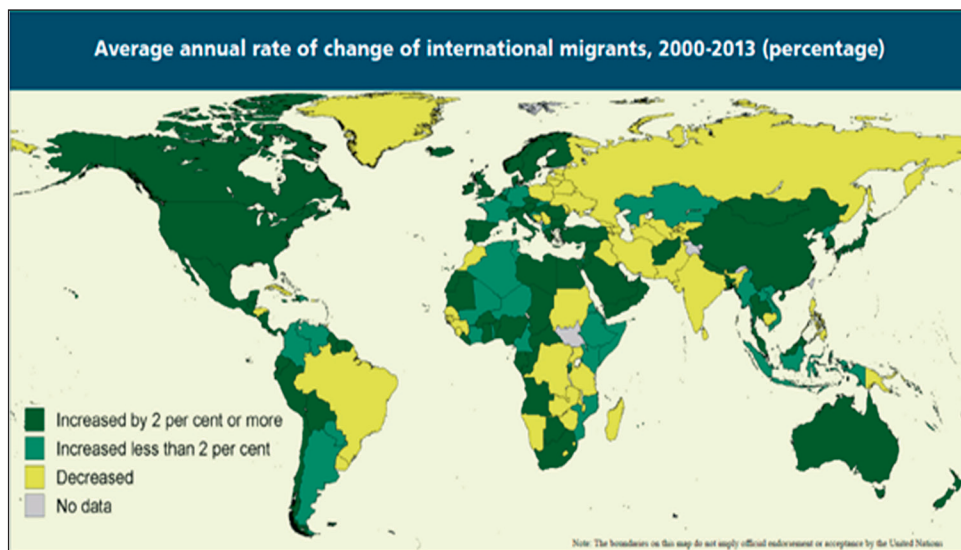 Average annual rate of change of international migrants, 2000-2013 (percentage)
Increased by 2 per cent or more
Increased less than 2 per cent
Decreased
No data
Note: The boundaries on this map do not imply official endorsement or acceptance by the United Nations